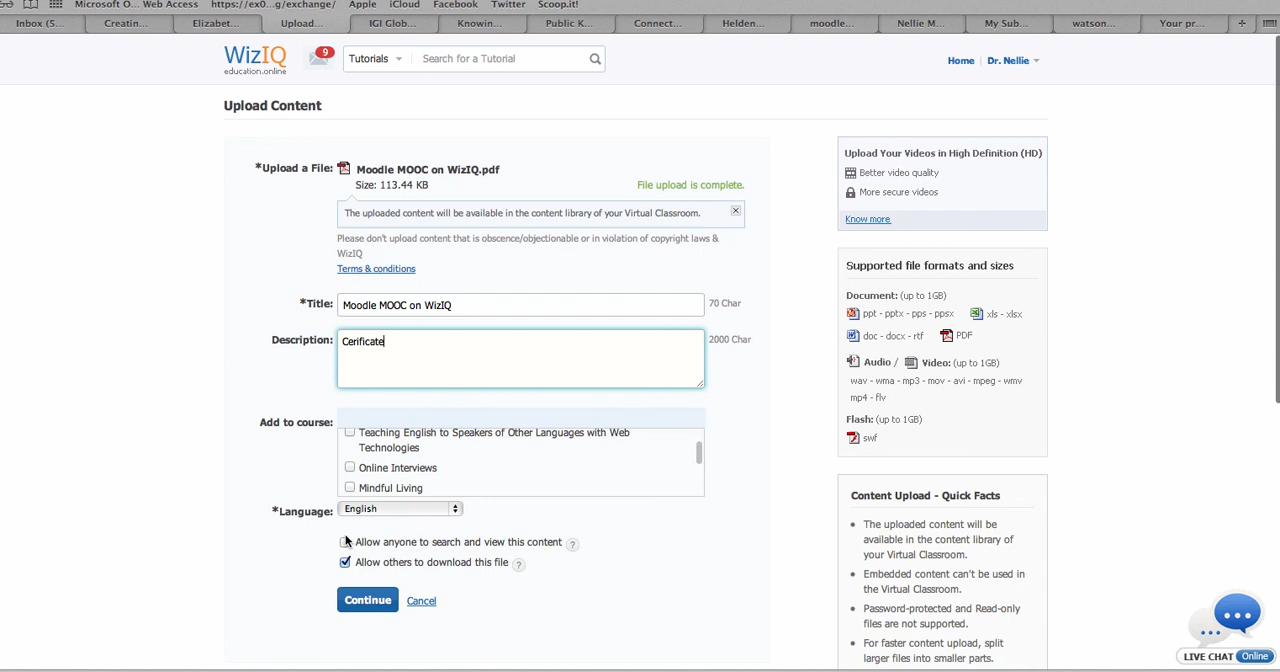 Microsoft O... Web Access https://ex0...g/exchange/ Apple iCloud Facebook Twitter Scoop.it!
Inbox (5... Creatin... Elizabet... Upload... IGI Glob... Knowin... Public K... Connect... Helden... moodle... Nellie M... My Sub... watson... Your pr... +
WizIQ
education.online
9
Tutorials
Search for a Tutorial
Home | Dr. Nellie
Upload Content
*Upload a File:
Moodle MOOC on WizIQ.pdf
Size: 113.44 KB
File upload is complete.
The uploaded content will be available in the content library of your Virtual Classroom.
Please don't upload content that is obscence/objectionable or in violation of copyright laws &
WizIQ
Terms & conditions
*Title:
Moodle MOOC on WizIQ
70 Char
Description:
Cerificate
2000 Char
Add to course:
Teaching English to Speakers of Other Languages with Web
Technologies
Online Interviews
Mindful Living
*Language:
English
Allow anyone to search and view this content ?
Allow others to download this file ?
Continue
Cancel
Upload Your Videos in High Definition (HD)
Better video quality
More secure videos
Know more.
Supported file formats and sizes
Document: (up to 1GB)
ppt - pptx - pps - ppsx
xls - xlsx
doc - docx - rtf
PDF
Audio / Video: (up to 1GB)
wav - wma - mp3 - mov - avi - mpeg - wmv
mp4 - flv
Flash: (up to 1GB)
swf
Content Upload - Quick Facts
The uploaded content will be
available in the content library of
your Virtual Classroom.
Embedded content can't be used in
the Virtual Classroom.
Password-protected and Read-only
files are not supported.
For faster content upload, split
larger files into smaller parts.
LIVE CHAT Online